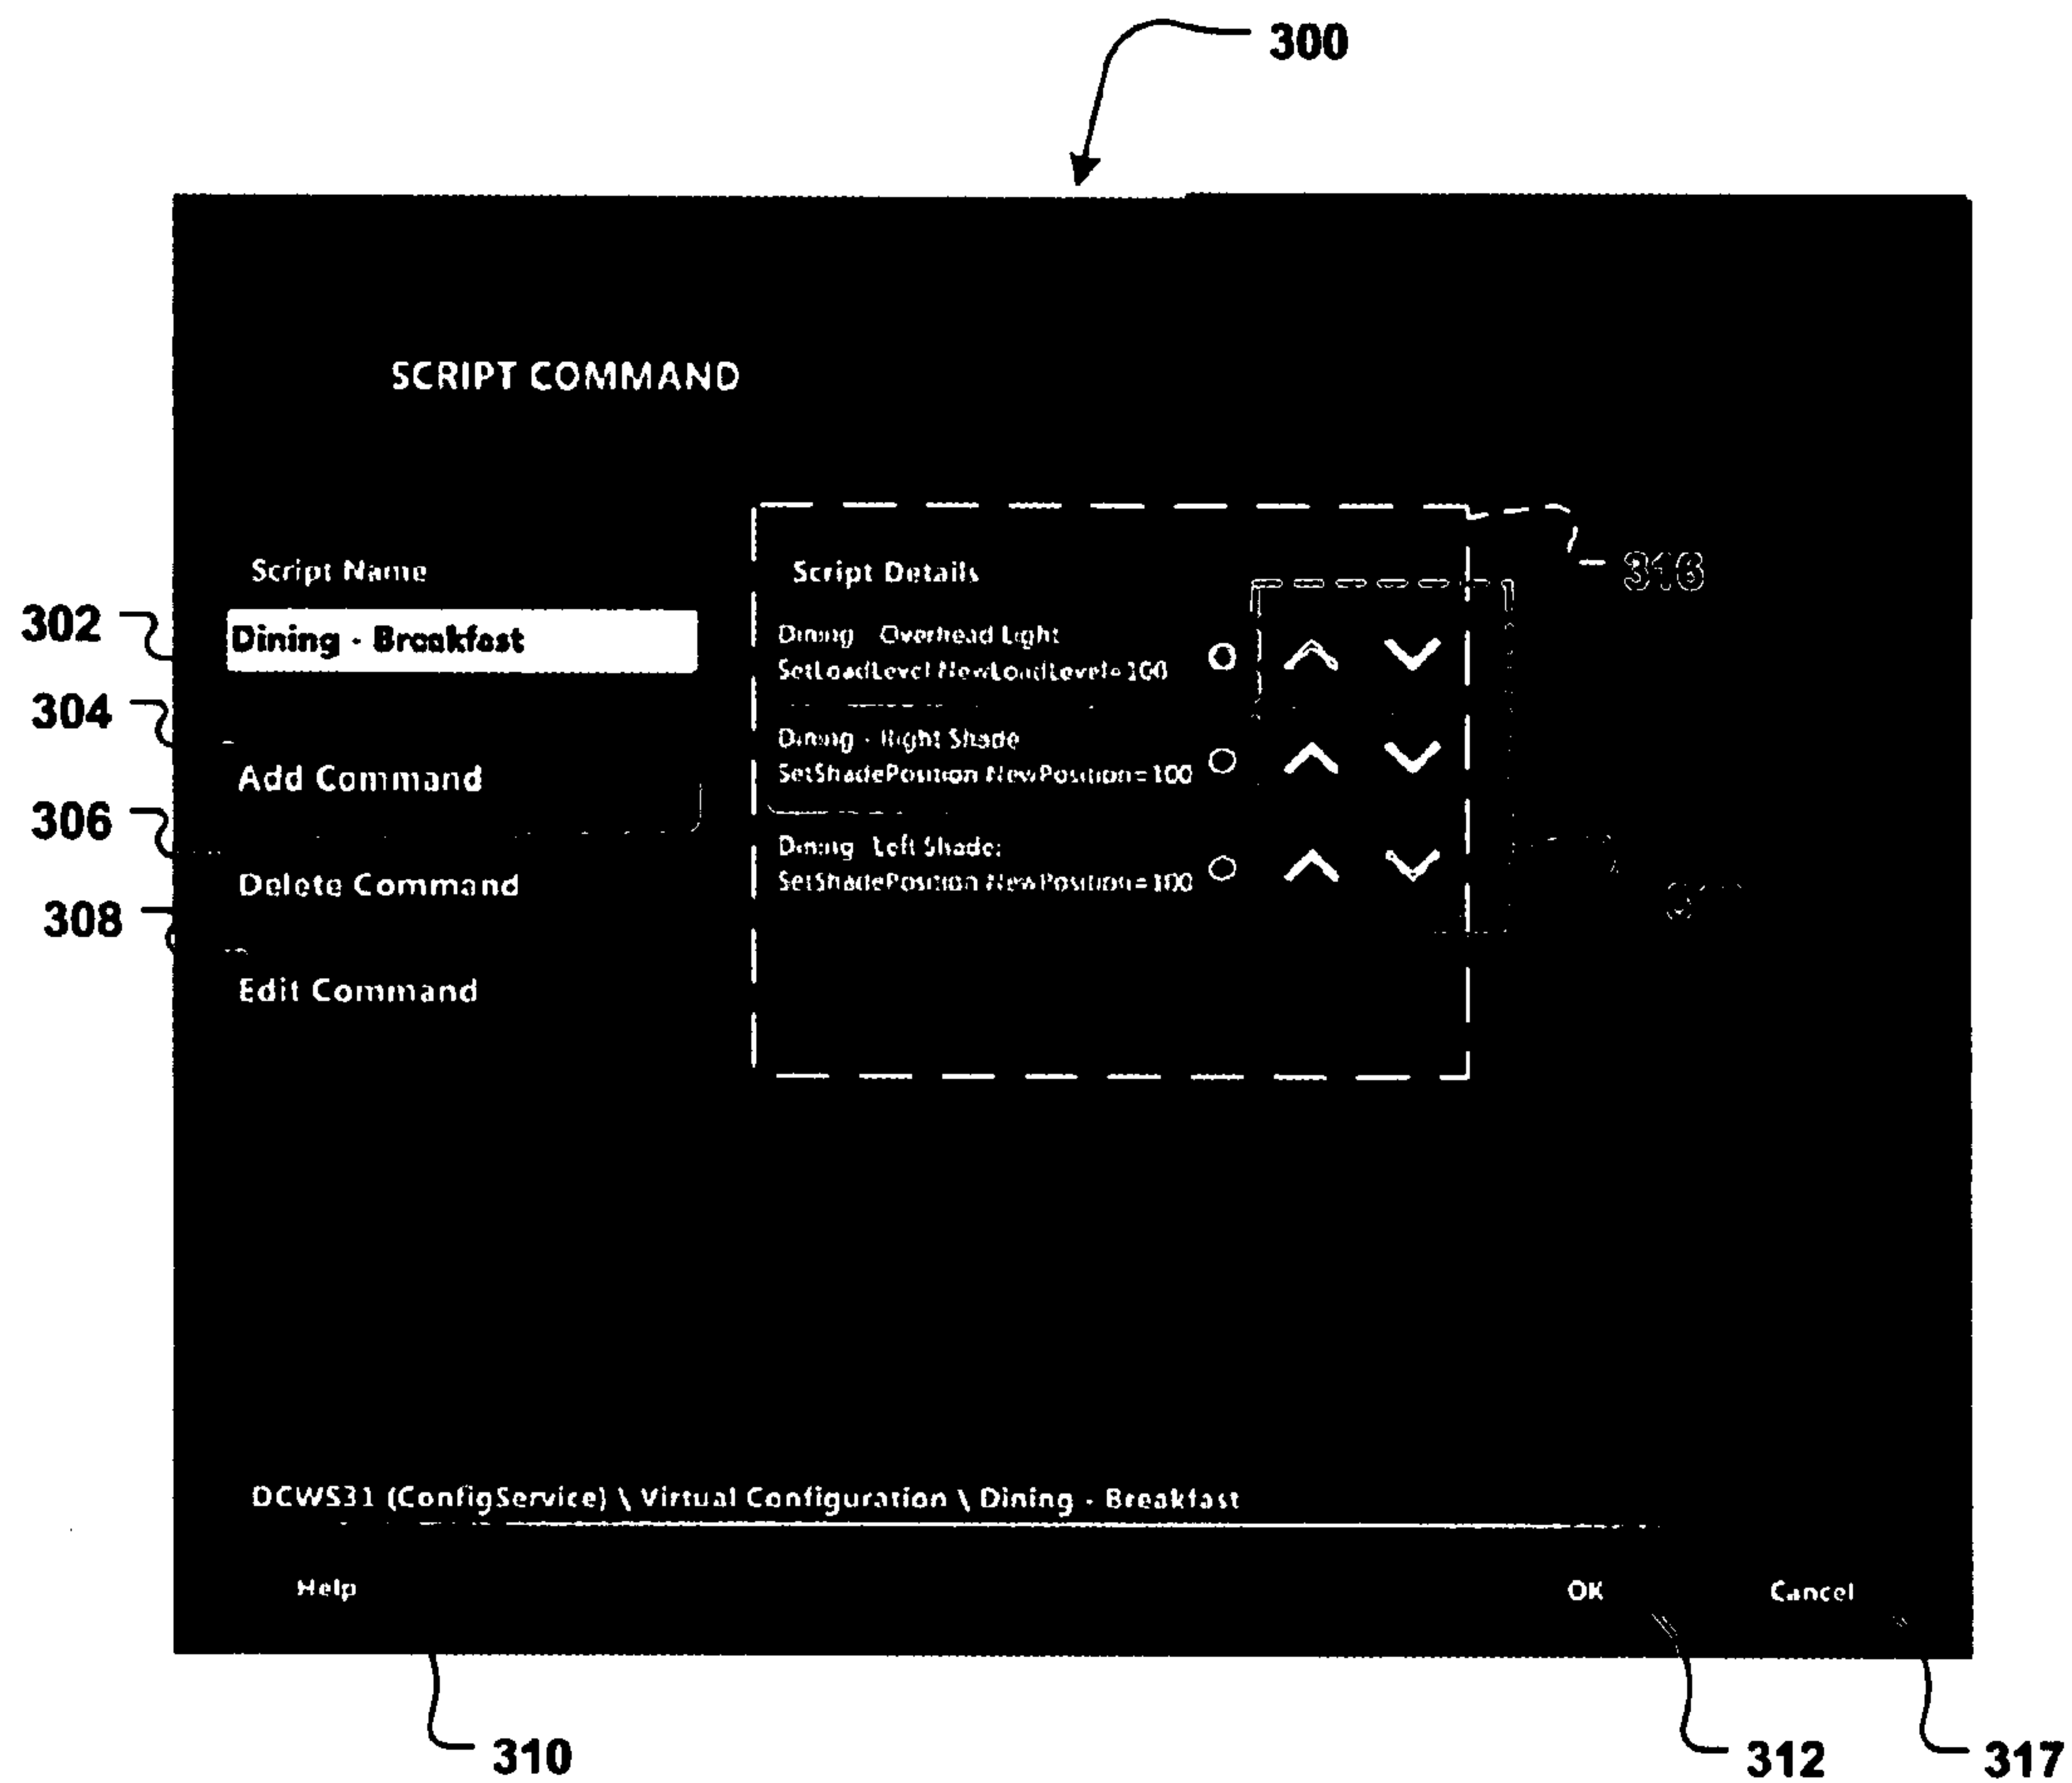 300
SCRIPT COMMAND
Script Name
Script Details
316
302
Dining - Breakfast
Dining Overhead Light
SetLoadLevel NewLoadLevel=100
304
Dining - Right Shade
Add Command
SetShadePosition NewPosition=100
306
Dining Left Shade:
Delete Command
SetShadePosition NewPosition=100
308
Edit Command
DCWS31 (ConfigService) \ Virtual Configuration \ Dining - Breakfast
Help
OK
Cancel
310
312
317